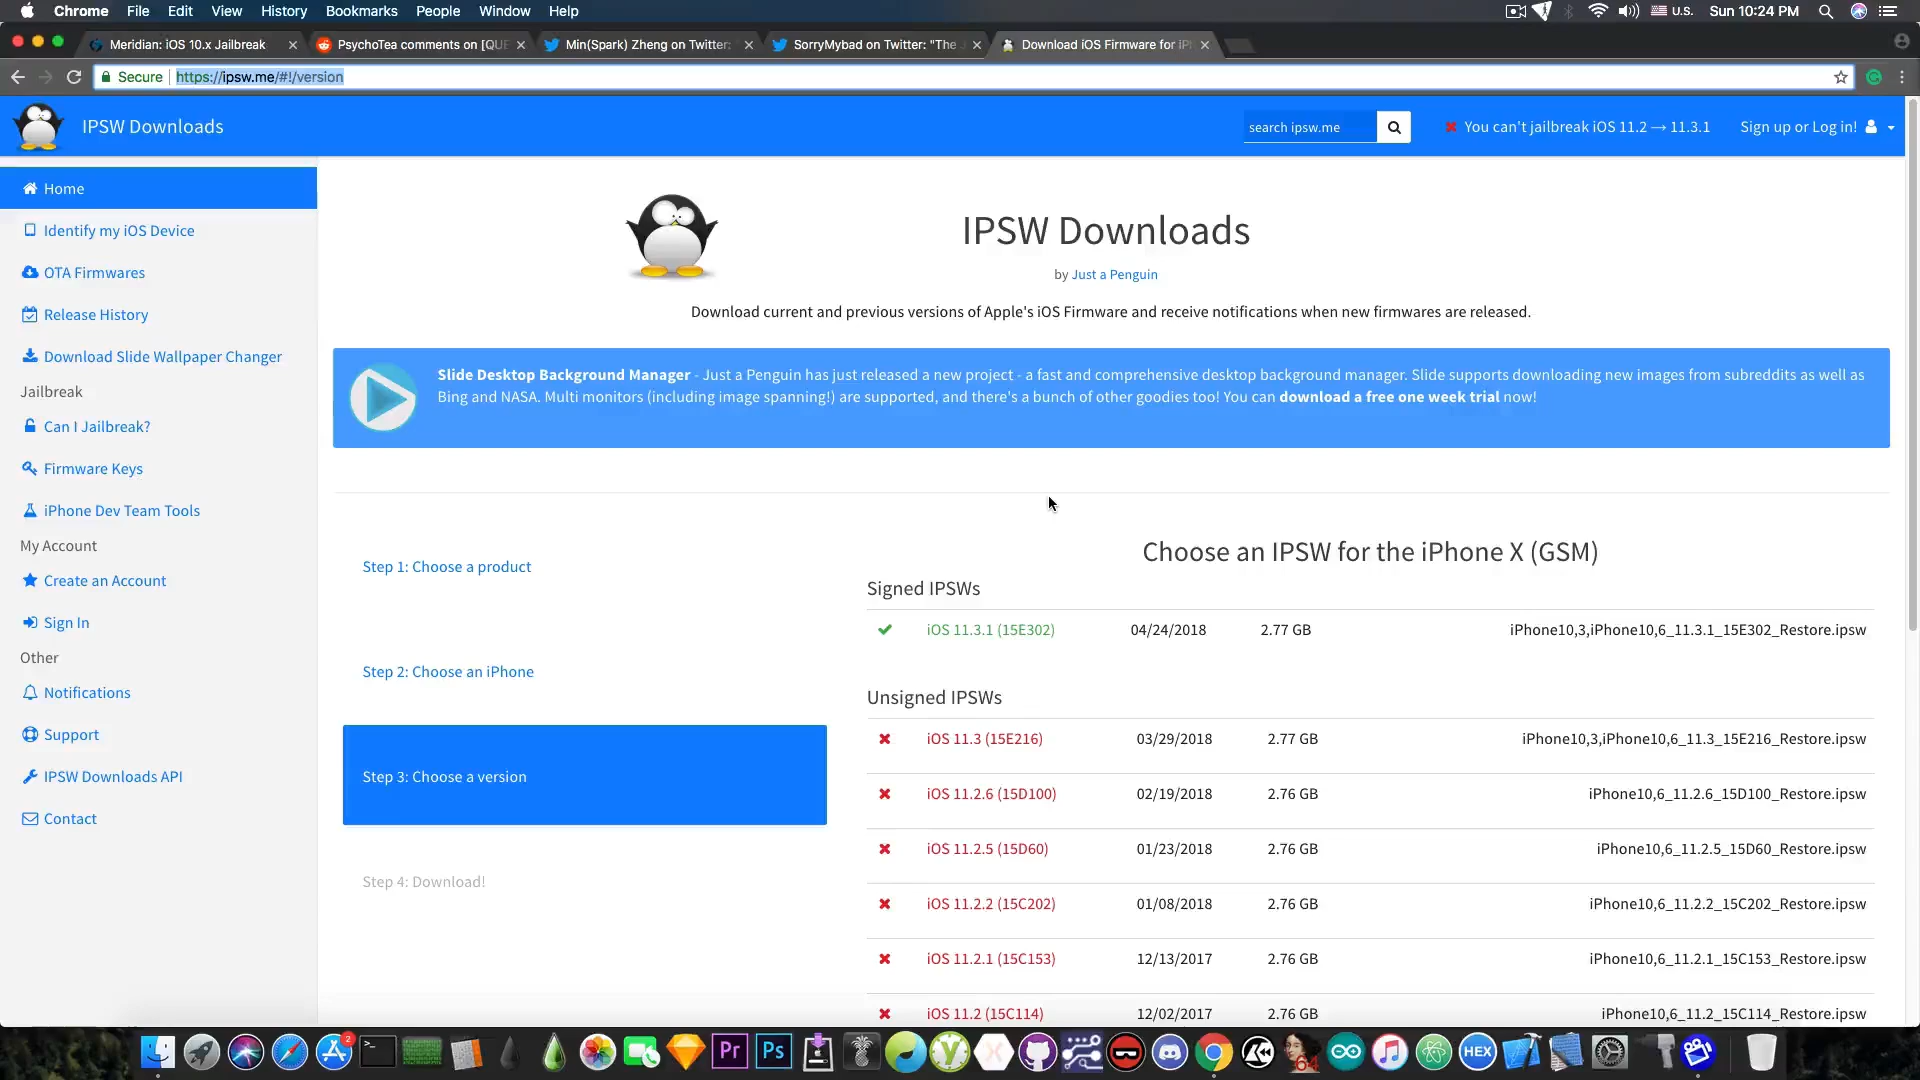 Chrome File Edit View History Bookmarks People Window Help U.S. Sun 10:24 PM
Meridian: iOS 10.x Jailbreak PsychoTea comments on [QUE Min(Spark) Zheng on Twitter: SorryMybad on Twitter: "The J Download iOS Firmware for iP
Secure https://ipsw.me/#!/version
IPSW Downloads search ipsw.me You can't jailbreak iOS 11.2 → 11.3.1 Sign up or Log in!
Home
Identify my iOS Device
OTA Firmwares
Release History
Download Slide Wallpaper Changer
Jailbreak
Can I Jailbreak?
Firmware Keys
iPhone Dev Team Tools
My Account
Create an Account
Sign In
Other
Notifications
Support
IPSW Downloads API
Contact
IPSW Downloads
by Just a Penguin
Download current and previous versions of Apple's iOS Firmware and receive notifications when new firmwares are released.
Slide Desktop Background Manager - Just a Penguin has just released a new project - a fast and comprehensive desktop background manager. Slide supports downloading new images from subreddits as well as
Bing and NASA. Multi monitors (including image spanning!) are supported, and there's a bunch of other goodies too! You can download a free one week trial now!
Step 1: Choose a product
Step 2: Choose an iPhone
Step 3: Choose a version
Step 4: Download!
Choose an IPSW for the iPhone X (GSM)
Signed IPSWs
iOS 11.3.1 (15E302) 04/24/2018 2.77 GB iPhone10,3,iPhone10,6_11.3.1_15E302_Restore.ipsw
Unsigned IPSWs
iOS 11.3 (15E216) 03/29/2018 2.77 GB iPhone10,3,iPhone10,6_11.3_15E216_Restore.ipsw
iOS 11.2.6 (15D100) 02/19/2018 2.76 GB iPhone10,6_11.2.6_15D100_Restore.ipsw
iOS 11.2.5 (15D60) 01/23/2018 2.76 GB iPhone10,6_11.2.5_15D60_Restore.ipsw
iOS 11.2.2 (15C202) 01/08/2018 2.76 GB iPhone10,6_11.2.2_15C202_Restore.ipsw
iOS 11.2.1 (15C153) 12/13/2017 2.76 GB iPhone10,6_11.2.1_15C153_Restore.ipsw
iOS 11.2 (15C114) 12/02/2017 2.76 GB iPhone10,6_11.2_15C114_Restore.ipsw
2 Pr Ps 64 HEX